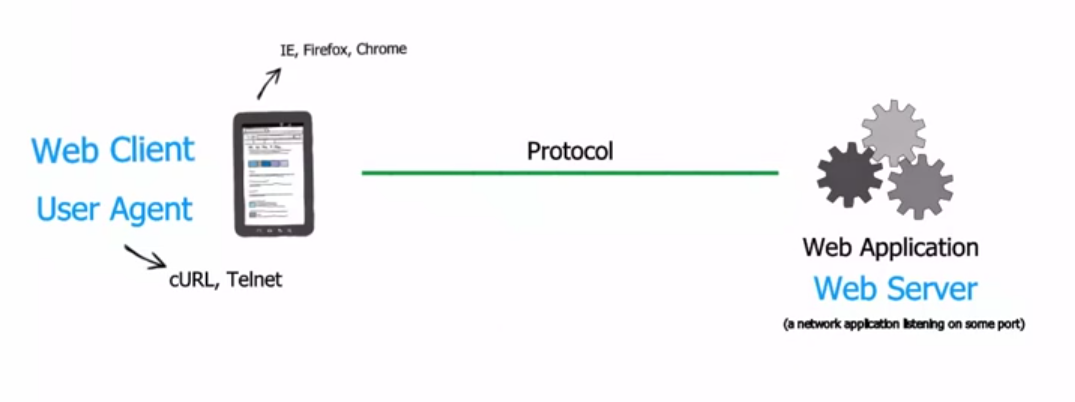 IE, Firefox, Chrome
Web Client
User Agent
cURL, Telnet
Protocol
Web Application
Web Server
(a network application listening on some port)